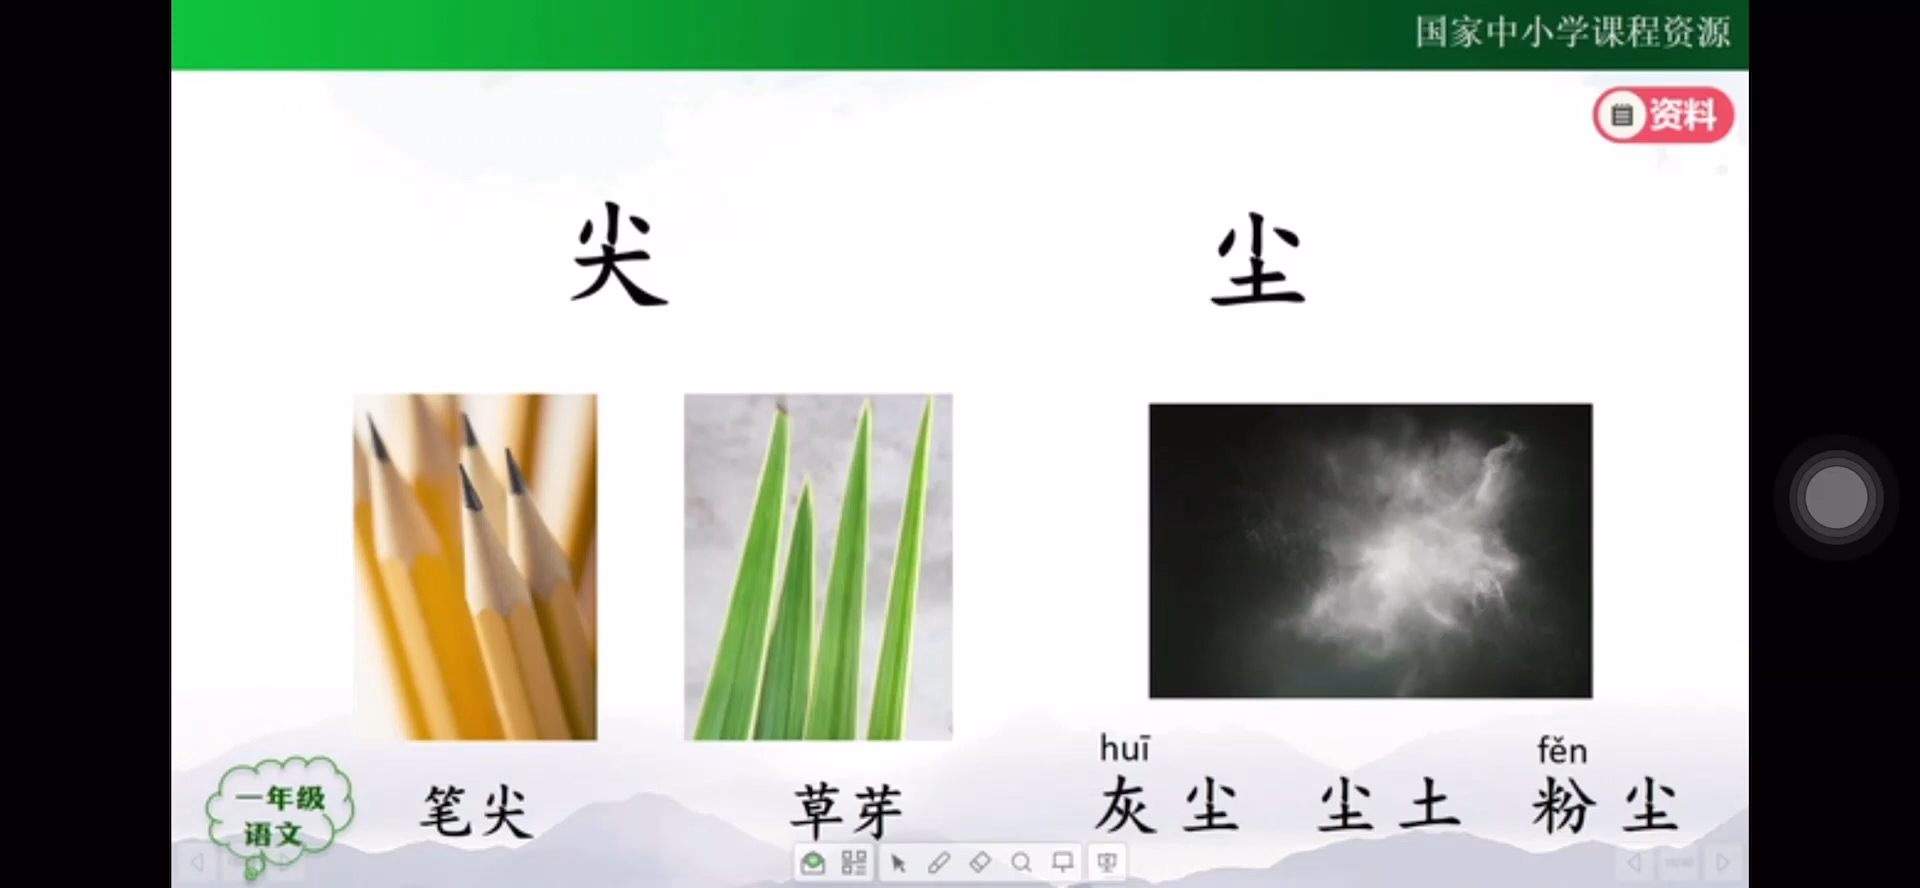 国家中小学课程资源
资料
尖 尘
huī fěn
笔尖 草芽 灰尘 尘土 粉尘
一年级
语文